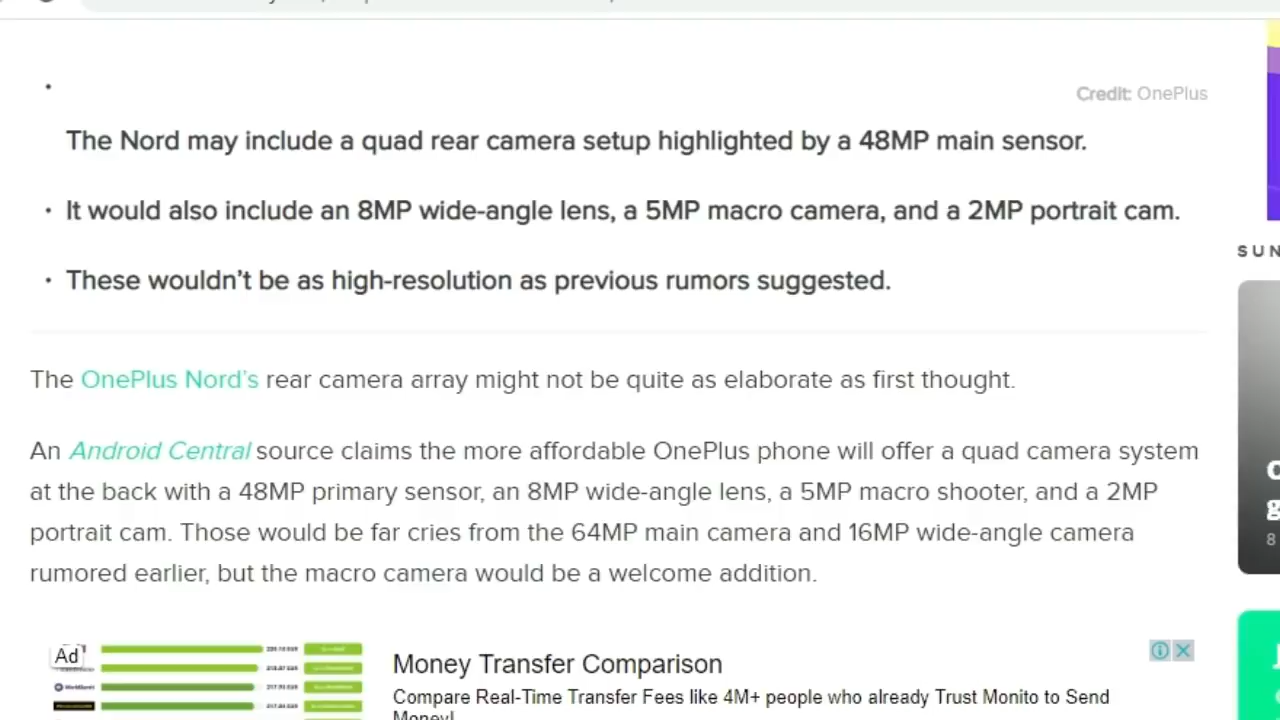 Credit: OnePlus
The Nord may include a quad rear camera setup highlighted by a 48MP main sensor.
It would also include an 8MP wide-angle lens, a 5MP macro camera, and a 2MP portrait cam.
These wouldn't be as high-resolution as previous rumors suggested.
SUN
The OnePlus Nord's rear camera array might not be quite as elaborate as first thought.
An Android Central source claims the more affordable OnePlus phone will offer a quad camera system
at the back with a 48MP primary sensor, an 8MP wide-angle lens, a 5MP macro shooter, and a 2MP
portrait cam. Those would be far cries from the 64MP main camera and 16MP wide-angle camera
rumored earlier, but the macro camera would be a welcome addition.
8
Ad
Money Transfer Comparison
Compare Real-Time Transfer Fees like 4M+ people who already Trust Monito to Send
Money!